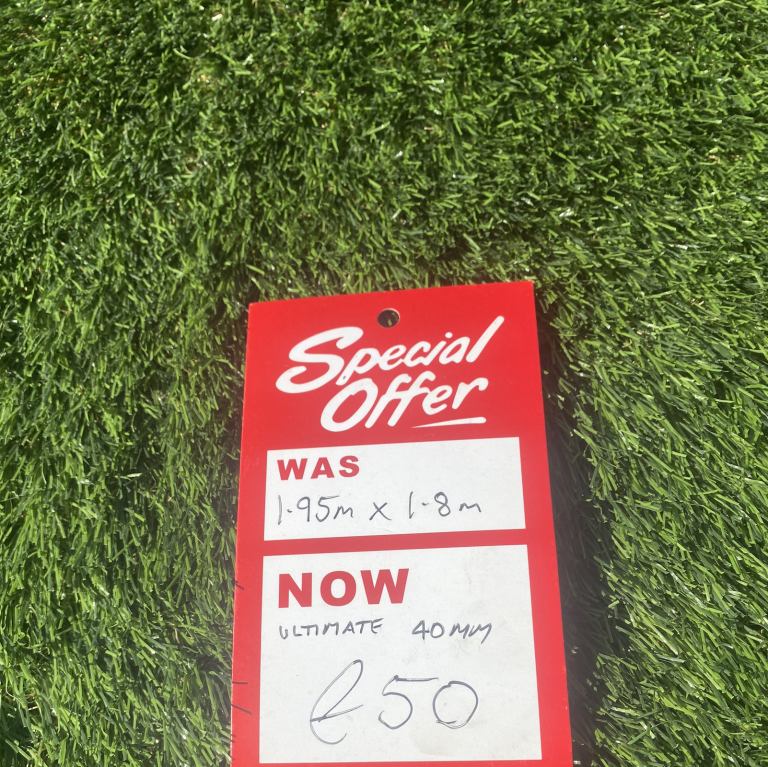 Special
Offer
WAS
1.95m x 1.8m
NOW
ULTIMATE 40MM
£50